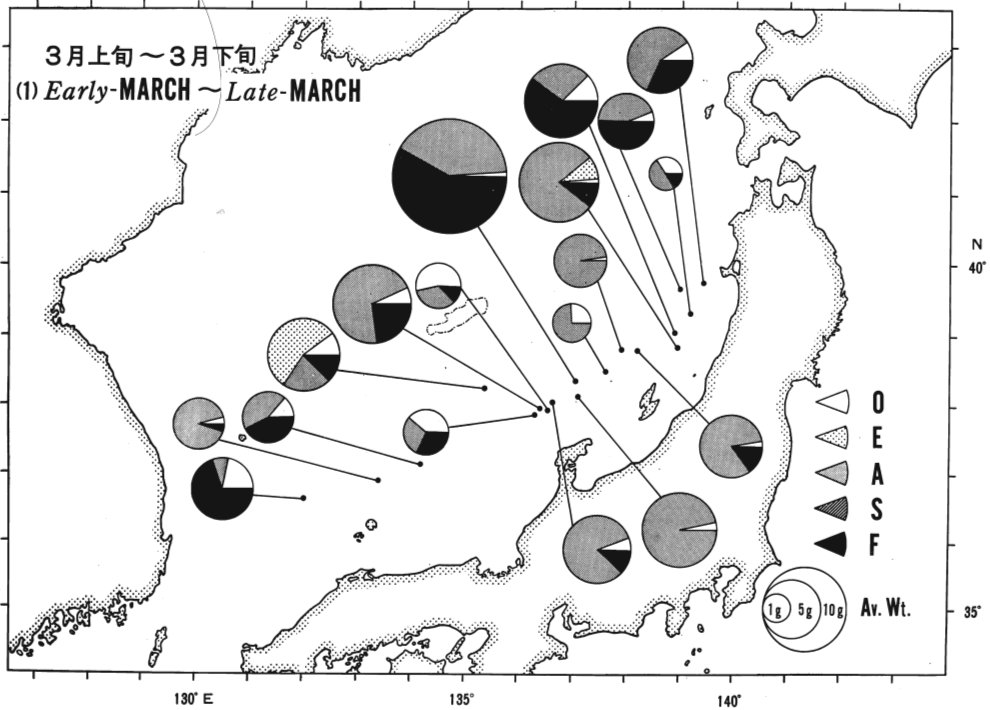 3月上旬～3月下旬
(1) Early-MARCH ~ Late-MARCH
N
40°
O
E
A
S
F
1g 5g 10g Av. Wt.
35°
130° E 135° 140°